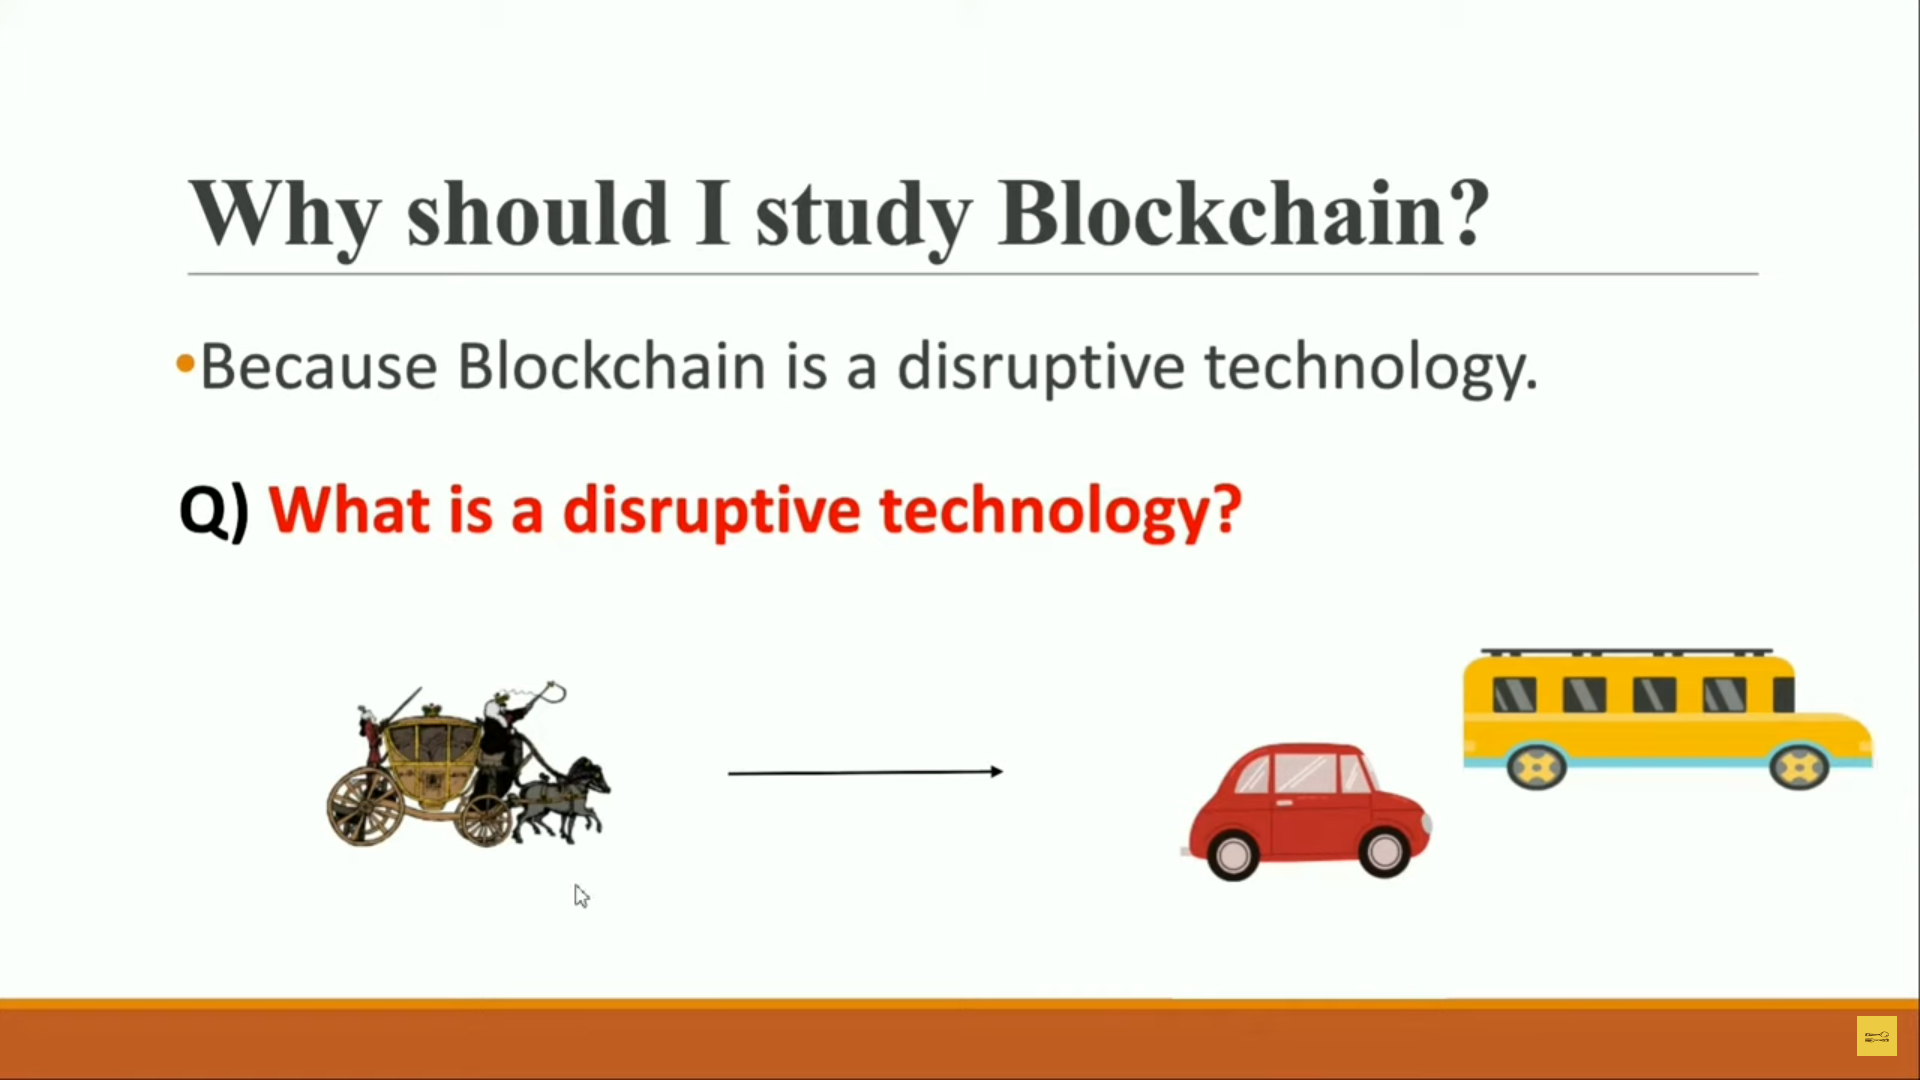 Why should I study Blockchain?
•Because Blockchain is a disruptive technology.
Q) What is a disruptive technology?